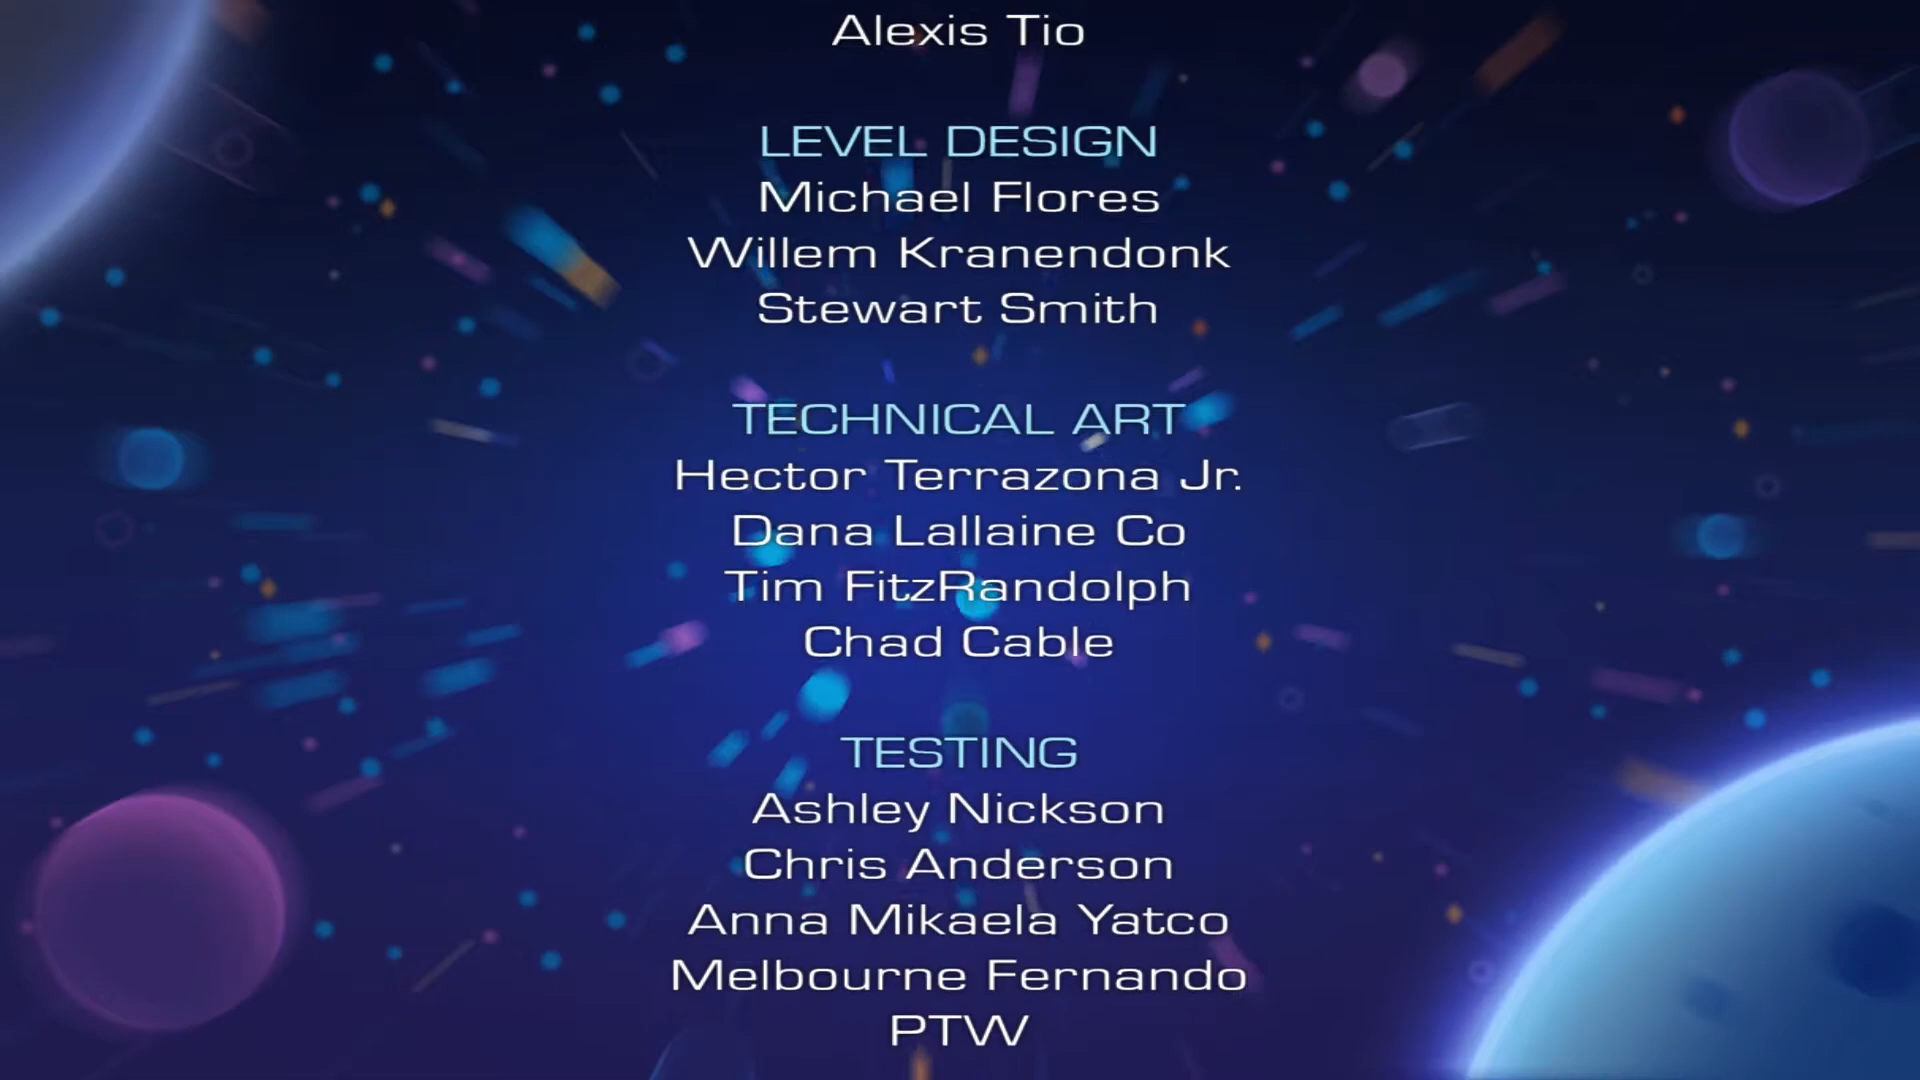 Alexis Tio
LEVEL DESIGN
Michael Flores
Willem Kranendonk
Stewart Smith
TECHNICAL ART
Hector Terrazona Jr.
Dana Lallaine Co
Tim FitzRandolph
Chad Cable
TESTING
Ashley Nickson
Chris Anderson
Anna Mikaela Yatco
Melbourne Fernando
PTW